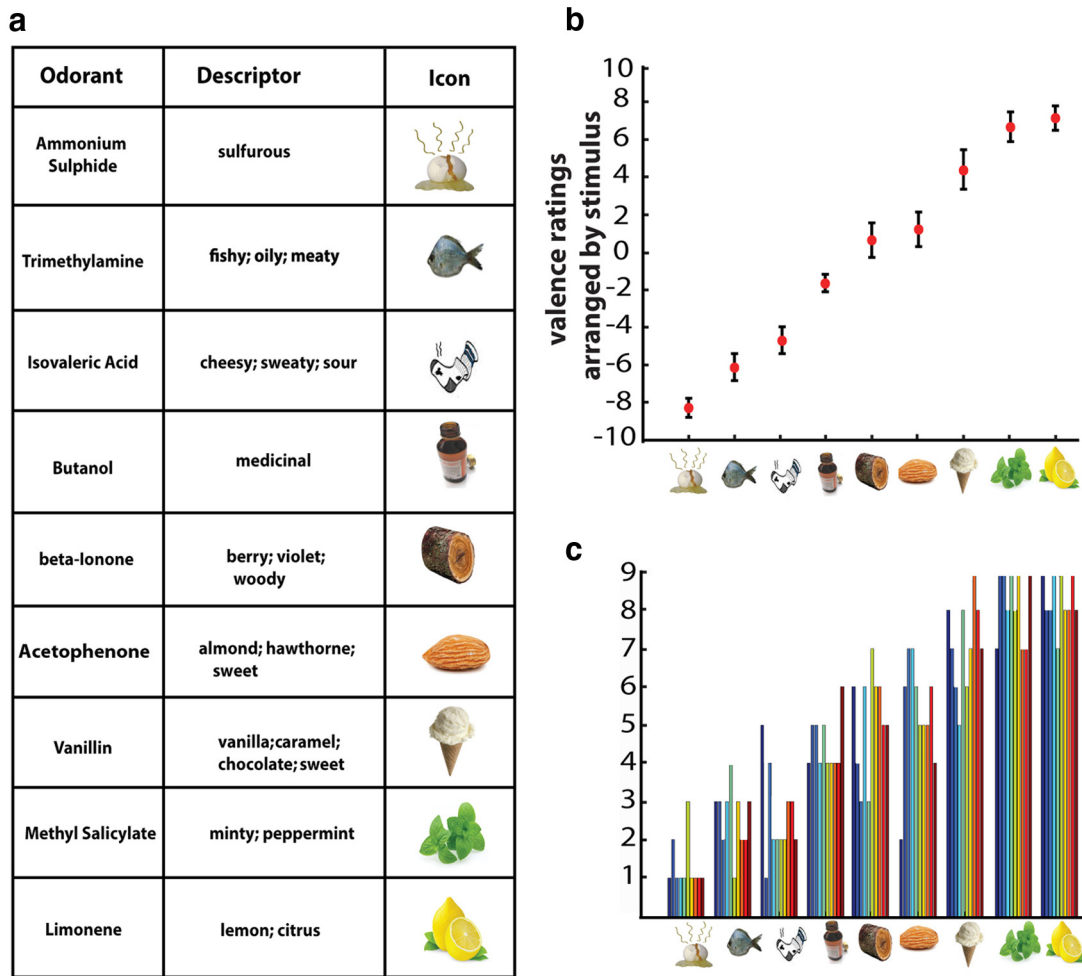 a
Odorant
Descriptor
Icon
Ammonium
Sulphide
sulfurous
Trimethylamine
fishy; oily; meaty
Isovaleric Acid
cheesy; sweaty; sour
Butanol
medicinal
beta-Ionone
berry; violet;
woody
Acetophenone
almond; hawthorne;
sweet
Vanillin
vanilla;caramel;
chocolate; sweet
Methyl Salicylate
minty; peppermint
Limonene
lemon; citrus
b
valence ratings
arranged by stimulus
10
8
6
4
2
0
-2
-4
-6
-8
-10
c
9
8
7
6
5
4
3
2
1